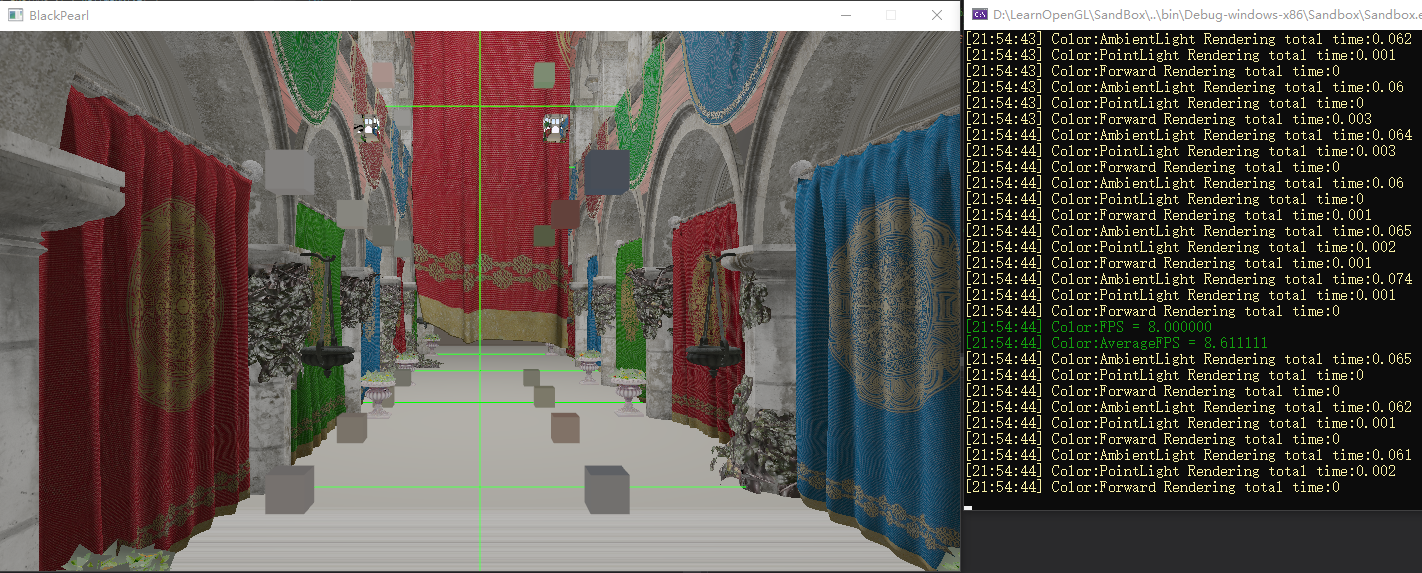 BlackPearl
D:\LearnOpenGL\SandBox\..\bin\Debug-windows-x86\Sandbox\Sandbox.e
[21:54:43] Color:AmbientLight Rendering total time:0.062
[21:54:43] Color:PointLight Rendering total time:0.001
[21:54:43] Color:Forward Rendering total time:0
[21:54:43] Color:AmbientLight Rendering total time:0.06
[21:54:43] Color:PointLight Rendering total time:0
[21:54:43] Color:Forward Rendering total time:0.003
[21:54:44] Color:AmbientLight Rendering total time:0.064
[21:54:44] Color:PointLight Rendering total time:0.003
[21:54:44] Color:Forward Rendering total time:0
[21:54:44] Color:AmbientLight Rendering total time:0.06
[21:54:44] Color:PointLight Rendering total time:0
[21:54:44] Color:Forward Rendering total time:0.001
[21:54:44] Color:AmbientLight Rendering total time:0.065
[21:54:44] Color:PointLight Rendering total time:0.002
[21:54:44] Color:Forward Rendering total time:0.001
[21:54:44] Color:AmbientLight Rendering total time:0.074
[21:54:44] Color:PointLight Rendering total time:0.001
[21:54:44] Color:Forward Rendering total time:0
[21:54:44] Color:FPS = 8.000000
[21:54:44] Color:AverageFPS = 8.611111
[21:54:44] Color:AmbientLight Rendering total time:0.065
[21:54:44] Color:PointLight Rendering total time:0
[21:54:44] Color:Forward Rendering total time:0
[21:54:44] Color:AmbientLight Rendering total time:0.062
[21:54:44] Color:PointLight Rendering total time:0.001
[21:54:44] Color:Forward Rendering total time:0
[21:54:44] Color:AmbientLight Rendering total time:0.061
[21:54:44] Color:PointLight Rendering total time:0.002
[21:54:44] Color:Forward Rendering total time:0